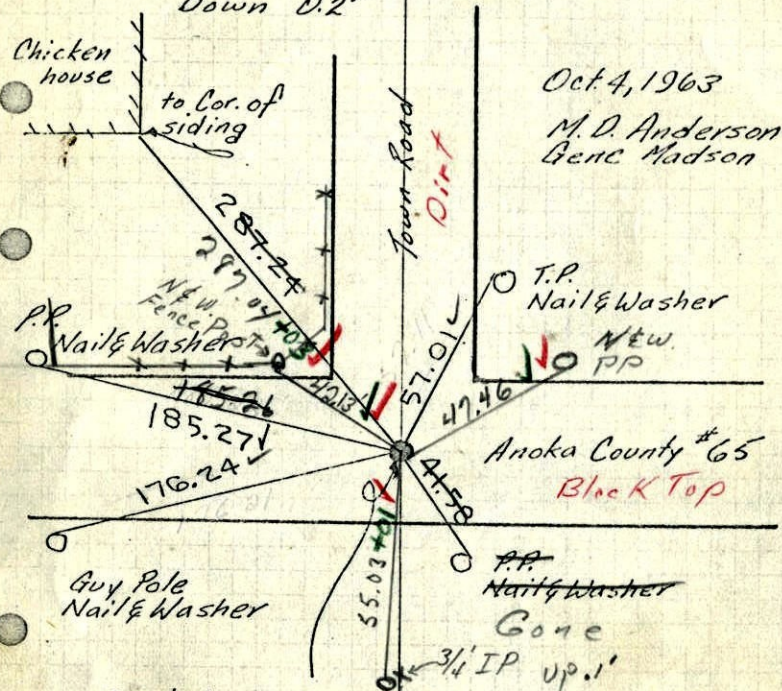 Down 0.2'
Chicken
house
to Cor. of
siding
Oct. 4, 1963
M.D. Anderson
Gene Madson
Town Road
Dirt
287.24
287.04 +03
N&W.
Fence Post
P.P.
Nail & Washer
T.P.
Nail & Washer
N&W
PP
42.13
57.01
47.46
185.26
185.27
176.24
41.58
Anoka County #65
Black Top
55.03 +01
Guy Pole
Nail & Washer
P.P.
Nail & Washer
Gone
3/4" IP up .1'